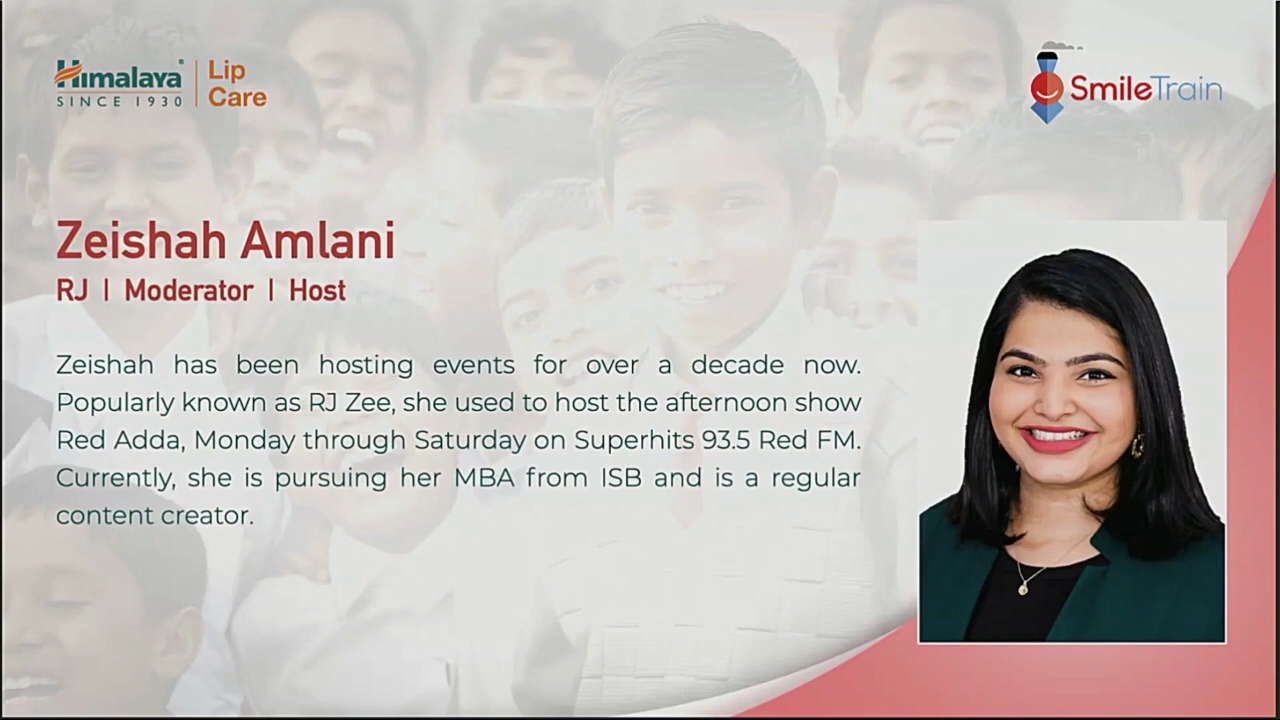 Himalaya
SINCE 1930
Lip
Care
SmileTrain
Zeishah Amlani
RJ | Moderator | Host
Zeishah has been hosting events for over a decade now.
Popularly known as RJ Zee, she used to host the afternoon show
Red Adda, Monday through Saturday on Superhits 93.5 Red FM.
Currently, she is pursuing her MBA from ISB and is a regular
content creator.